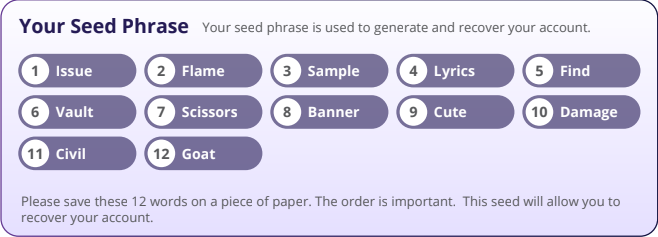 Your Seed Phrase Your seed phrase is used to generate and recover your account.
1 Issue 2 Flame 3 Sample 4 Lyrics 5 Find
6 Vault 7 Scissors 8 Banner 9 Cute 10 Damage
11 Civil 12 Goat
Please save these 12 words on a piece of paper. The order is important. This seed will allow you to
recover your account.